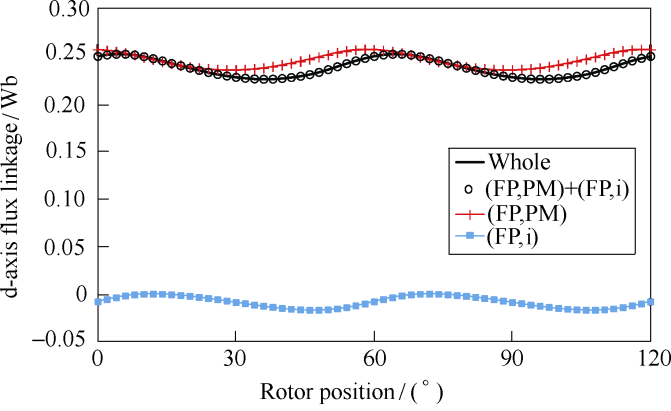 0.30
0.25
0.20
0.15
0.10
0.05
0
−0.05
d-axis flux linkage/Wb
Whole
(FP,PM)+(FP,i)
(FP,PM)
(FP,i)
0
30
60
90
120
Rotor position/(°)